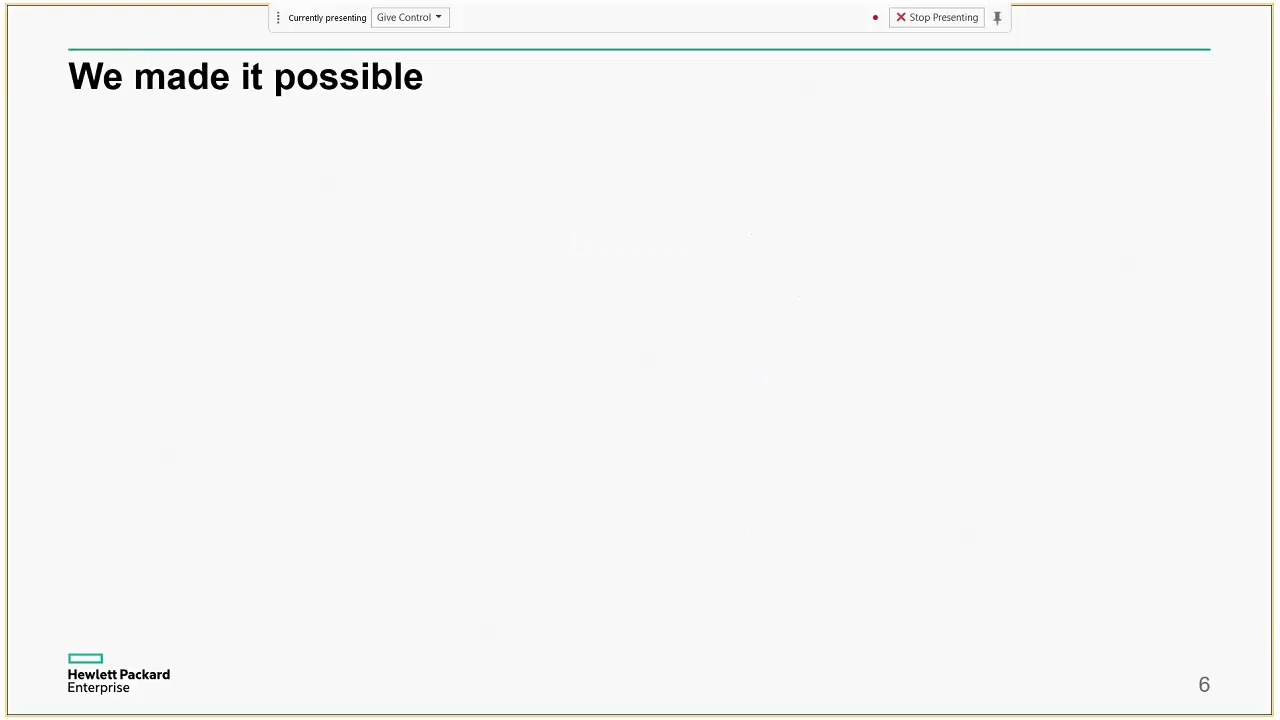 Currently presenting Give Control Stop Presenting
We made it possible
Hewlett Packard
Enterprise
6